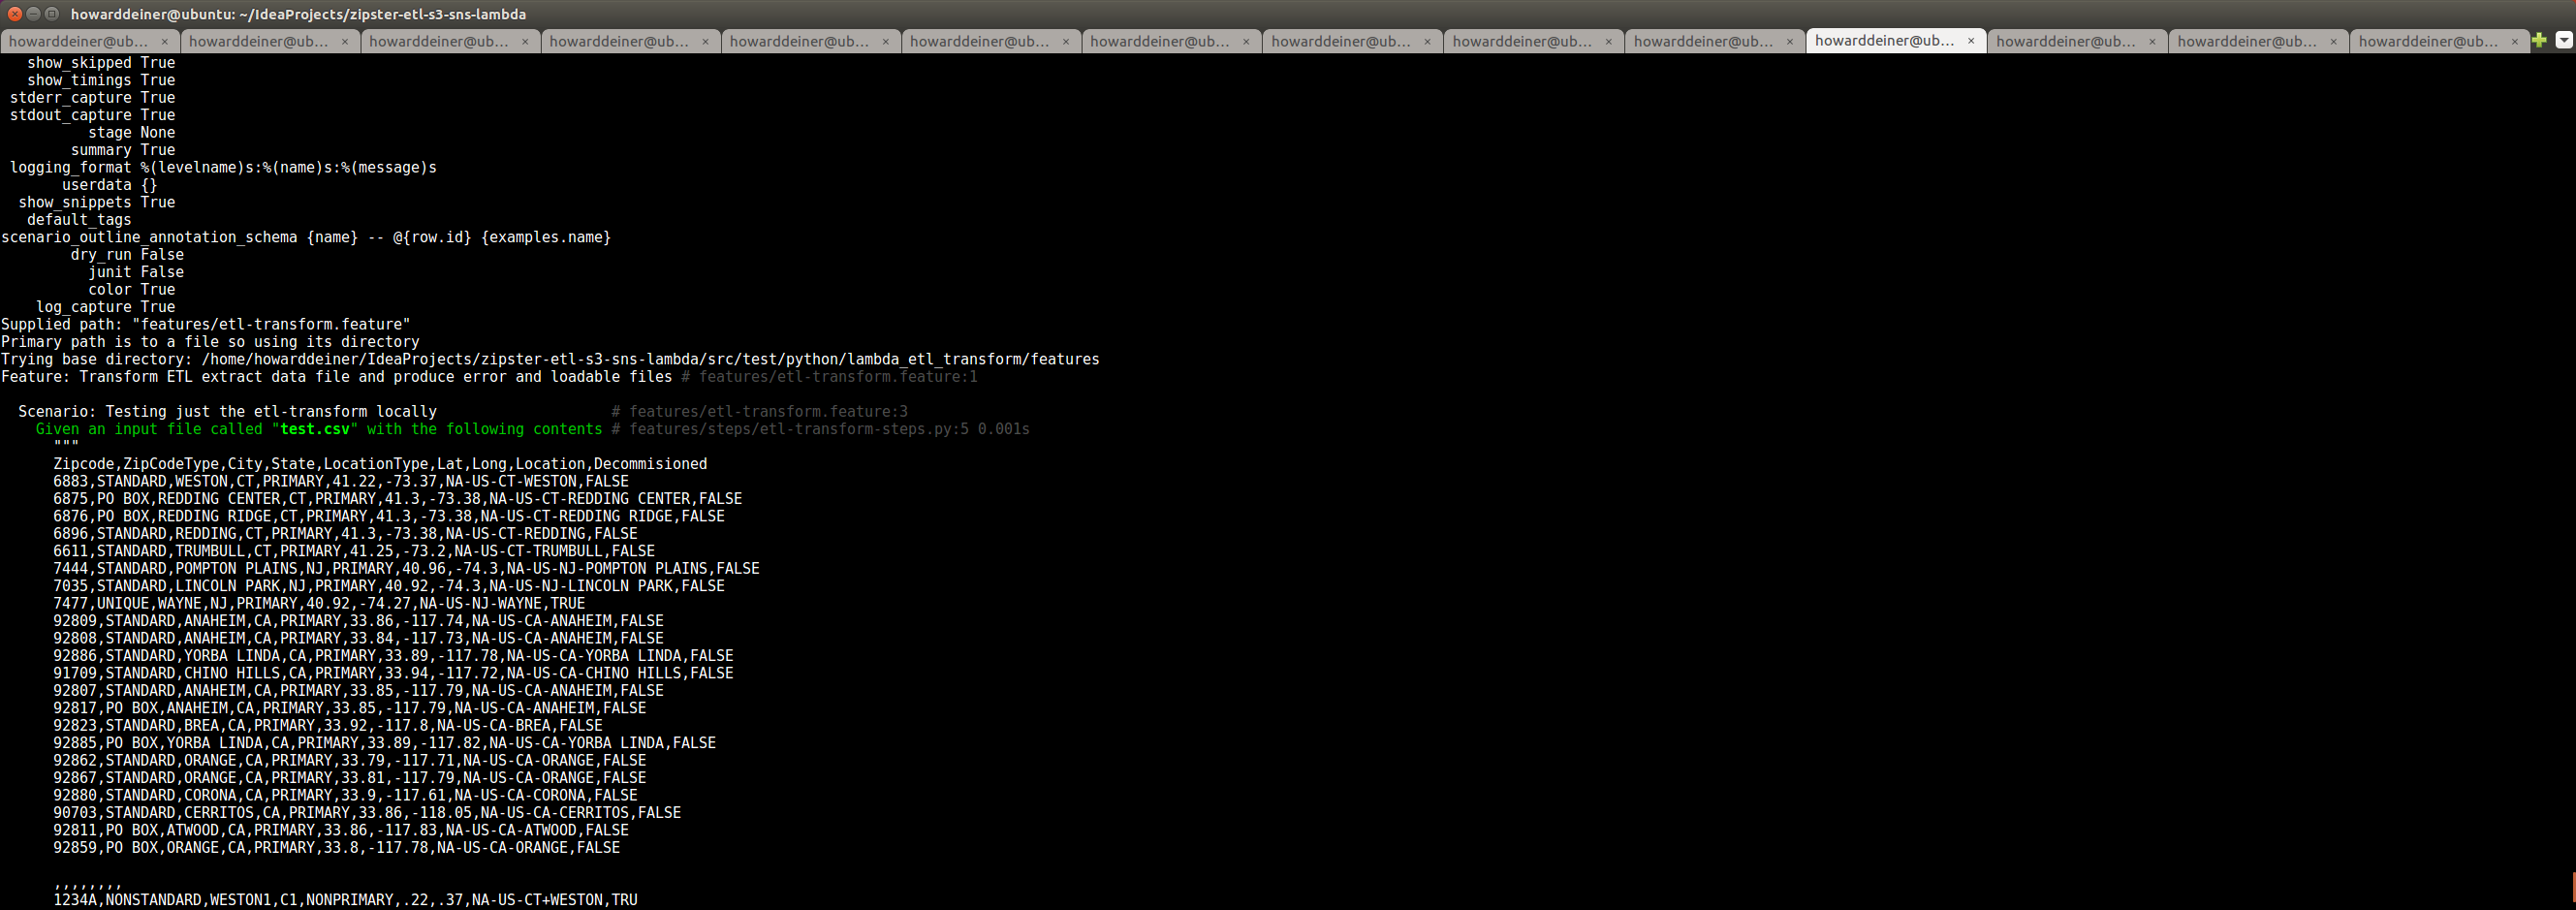 howarddeiner@ubuntu: ~/IdeaProjects/zipster-etl-s3-sns-lambda
howarddeiner@ub... × howarddeiner@ub... × howarddeiner@ub... × howarddeiner@ub... × howarddeiner@ub... × howarddeiner@ub... × howarddeiner@ub... × howarddeiner@ub... × howarddeiner@ub... × howarddeiner@ub... × howarddeiner@ub... × howarddeiner@ub... × howarddeiner@ub... × howarddeiner@ub... ×
show_skipped True
show_timings True
stderr_capture True
stdout_capture True
stage None
summary True
logging_format %(levelname)s:%(name)s:%(message)s
userdata {}
show_snippets True
default_tags
scenario_outline_annotation_schema {name} -- @{row.id} {examples.name}
dry_run False
junit False
color True
log_capture True
Supplied path: "features/etl-transform.feature"
Primary path is to a file so using its directory
Trying base directory: /home/howarddeiner/IdeaProjects/zipster-etl-s3-sns-lambda/src/test/python/lambda_etl_transform/features
Feature: Transform ETL extract data file and produce error and loadable files # features/etl-transform.feature:1
Scenario: Testing just the etl-transform locally # features/etl-transform.feature:3
Given an input file called "test.csv" with the following contents # features/steps/etl-transform-steps.py:5 0.001s
"""
Zipcode,ZipCodeType,City,State,LocationType,Lat,Long,Location,Decommisioned
6883,STANDARD,WESTON,CT,PRIMARY,41.22,-73.37,NA-US-CT-WESTON,FALSE
6875,PO BOX,REDDING CENTER,CT,PRIMARY,41.3,-73.38,NA-US-CT-REDDING CENTER,FALSE
6876,PO BOX,REDDING RIDGE,CT,PRIMARY,41.3,-73.38,NA-US-CT-REDDING RIDGE,FALSE
6896,STANDARD,REDDING,CT,PRIMARY,41.3,-73.38,NA-US-CT-REDDING,FALSE
6611,STANDARD,TRUMBULL,CT,PRIMARY,41.25,-73.2,NA-US-CT-TRUMBULL,FALSE
7444,STANDARD,POMPTON PLAINS,NJ,PRIMARY,40.96,-74.3,NA-US-NJ-POMPTON PLAINS,FALSE
7035,STANDARD,LINCOLN PARK,NJ,PRIMARY,40.92,-74.3,NA-US-NJ-LINCOLN PARK,FALSE
7477,UNIQUE,WAYNE,NJ,PRIMARY,40.92,-74.27,NA-US-NJ-WAYNE,TRUE
92809,STANDARD,ANAHEIM,CA,PRIMARY,33.86,-117.74,NA-US-CA-ANAHEIM,FALSE
92808,STANDARD,ANAHEIM,CA,PRIMARY,33.84,-117.73,NA-US-CA-ANAHEIM,FALSE
92886,STANDARD,YORBA LINDA,CA,PRIMARY,33.89,-117.78,NA-US-CA-YORBA LINDA,FALSE
91709,STANDARD,CHINO HILLS,CA,PRIMARY,33.94,-117.72,NA-US-CA-CHINO HILLS,FALSE
92807,STANDARD,ANAHEIM,CA,PRIMARY,33.85,-117.79,NA-US-CA-ANAHEIM,FALSE
92817,PO BOX,ANAHEIM,CA,PRIMARY,33.85,-117.79,NA-US-CA-ANAHEIM,FALSE
92823,STANDARD,BREA,CA,PRIMARY,33.92,-117.8,NA-US-CA-BREA,FALSE
92885,PO BOX,YORBA LINDA,CA,PRIMARY,33.89,-117.82,NA-US-CA-YORBA LINDA,FALSE
92862,STANDARD,ORANGE,CA,PRIMARY,33.79,-117.71,NA-US-CA-ORANGE,FALSE
92867,STANDARD,ORANGE,CA,PRIMARY,33.81,-117.79,NA-US-CA-ORANGE,FALSE
92880,STANDARD,CORONA,CA,PRIMARY,33.9,-117.61,NA-US-CA-CORONA,FALSE
90703,STANDARD,CERRITOS,CA,PRIMARY,33.86,-118.05,NA-US-CA-CERRITOS,FALSE
92811,PO BOX,ATWOOD,CA,PRIMARY,33.86,-117.83,NA-US-CA-ATWOOD,FALSE
92859,PO BOX,ORANGE,CA,PRIMARY,33.8,-117.78,NA-US-CA-ORANGE,FALSE
,,,,,,,,
1234A,NONSTANDARD,WESTON1,C1,NONPRIMARY,.22,.37,NA-US-CT+WESTON,TRU